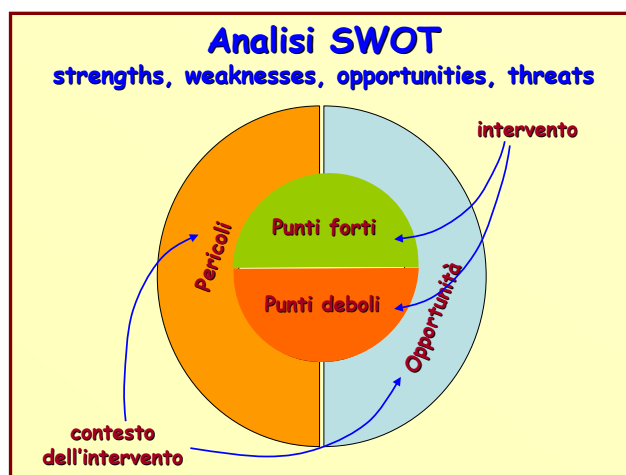 Analisi SWOT
strengths, weaknesses, opportunities, threats
intervento
Pericoli
Punti forti
Punti deboli
Opportunità
contesto
dell'intervento